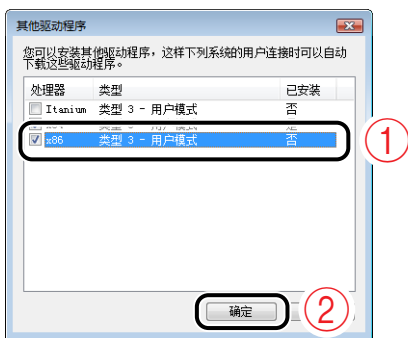 其他驱动程序
您可以安装其他驱动程序，这样下列系统的用户连接时可以自动
下载这些驱动程序。
处理器 类型 已安装
Itanium 类型 3 - 用户模式 否
x86 类型 3 - 用户模式 否
①
确定 ②